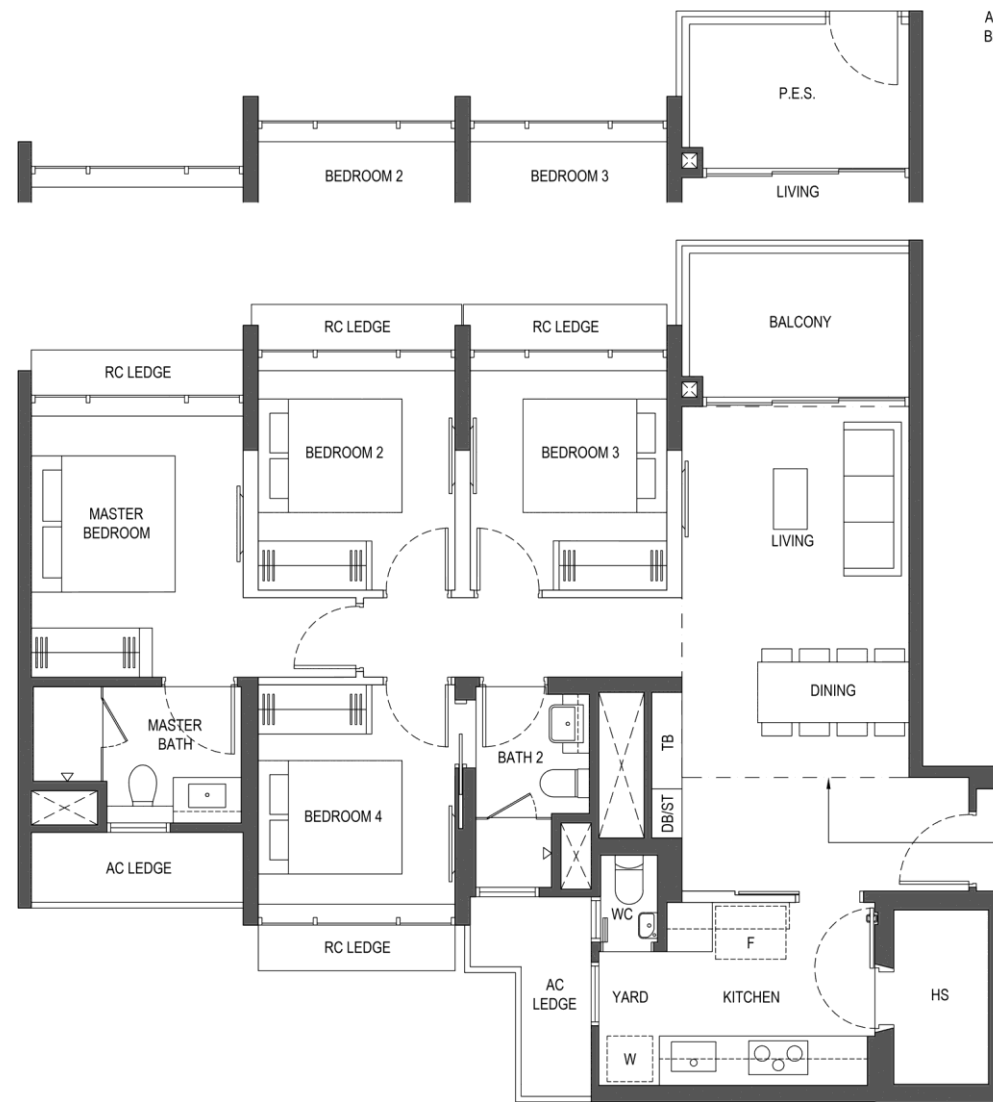 A
B
P.E.S.
BEDROOM 2
BEDROOM 3
LIVING
RC LEDGE
RC LEDGE
BALCONY
RC LEDGE
BEDROOM 2
BEDROOM 3
MASTER
BEDROOM
LIVING
DINING
MASTER
BATH
BATH 2
TB
BEDROOM 4
DB/ST
AC LEDGE
WC
F
RC LEDGE
AC
LEDGE
YARD
KITCHEN
HS
W